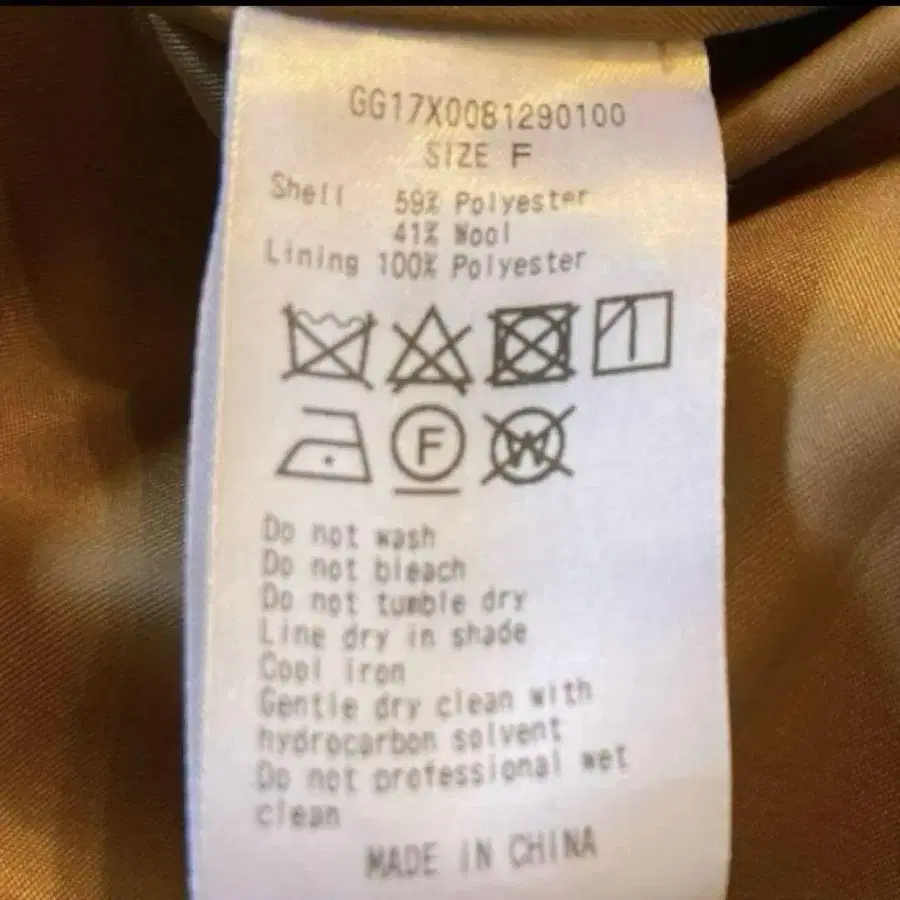 GG17X0081290100
SIZE F
Shell 59% Polyester
41% Wool
Lining 100% Polyester
F
W
Do not wash
Do not bleach
Do not tumble dry
Line dry in shade
Cool iron
Gentle dry clean with
hydrocarbon solvent
Do not professional wet
clean
MADE IN CHINA